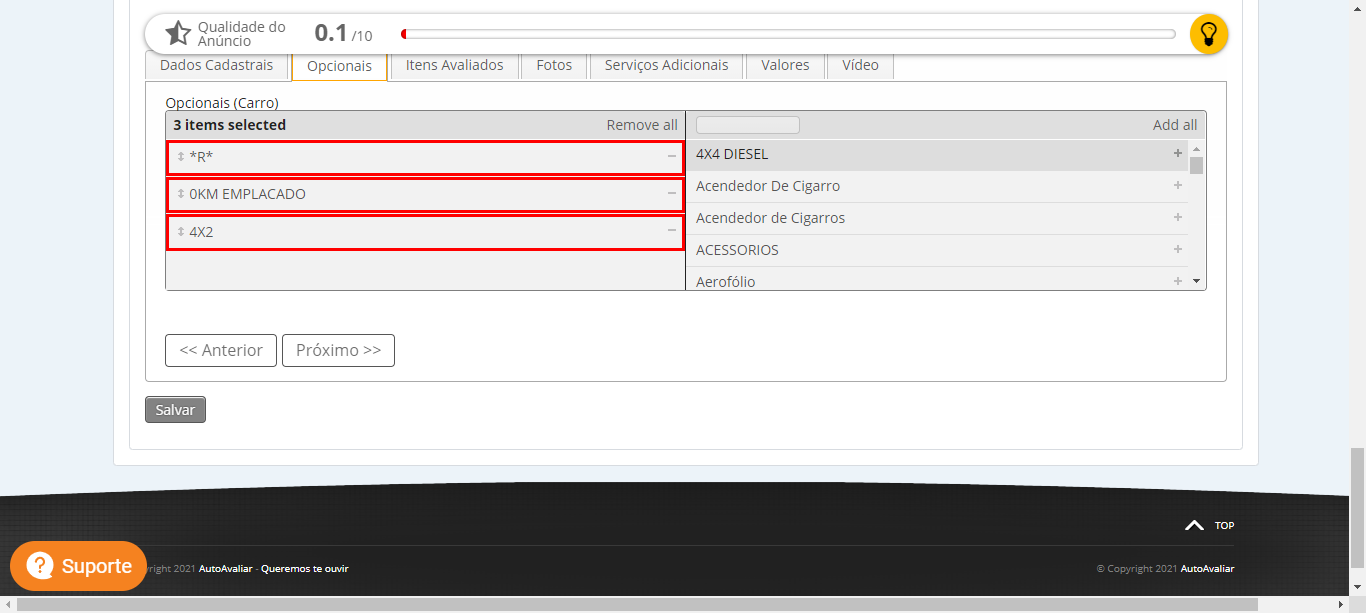 Qualidade do
Anúncio
0.1 /10
Dados Cadastrais
Opcionais
Itens Avaliados
Fotos
Serviços Adicionais
Valores
Vídeo
Opcionais (Carro)
3 items selected
Remove all
Add all
*R*
0KM EMPLACADO
4X2
4X4 DIESEL
Acendedor De Cigarro
Acendedor de Cigarros
ACESSORIOS
Aerofólio
<< Anterior
Próximo >>
Salvar
TOP
Suporte
right 2021 AutoAvaliar - Queremos te ouvir
© Copyright 2021 AutoAvaliar